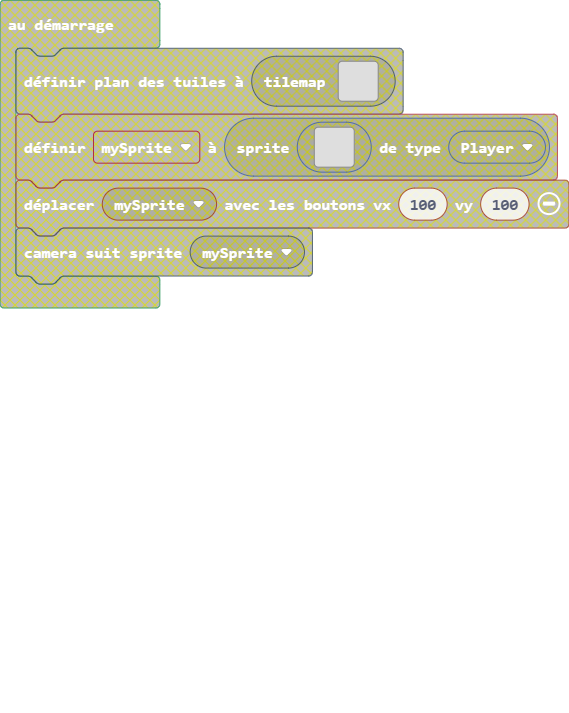 au démarrage
définir plan des tuiles à tilemap
définir mySprite à sprite de type Player
déplacer mySprite avec les boutons vx 100 vy 100
camera suit sprite mySprite